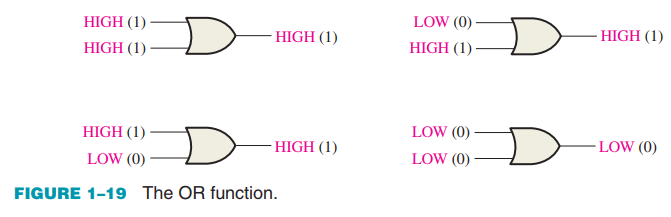 HIGH (1)
HIGH (1)
HIGH (1)
LOW (0)
HIGH (1)
HIGH (1)
HIGH (1)
LOW (0)
HIGH (1)
LOW (0)
LOW (0)
LOW (0)
FIGURE 1–19 The OR function.